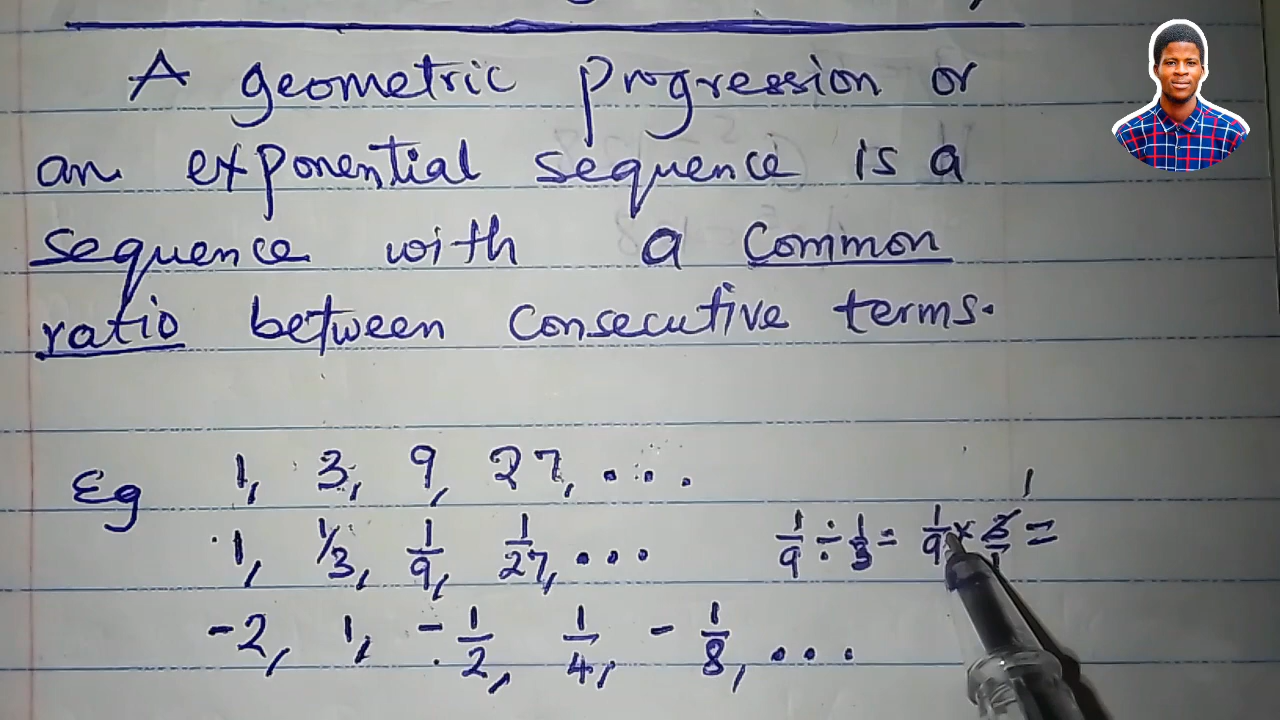 A geometric progression or
an exponential sequence is a
sequence with a common
ratio between consecutive terms.
Eg 1, 3, 9, 27, ...
1, 1/3, 1/9, 1/27, ... 1/9 ÷ 1/3 = 1/9 × 3/1 = 1
-2, 1, -1/2, 1/4, -1/8, ...